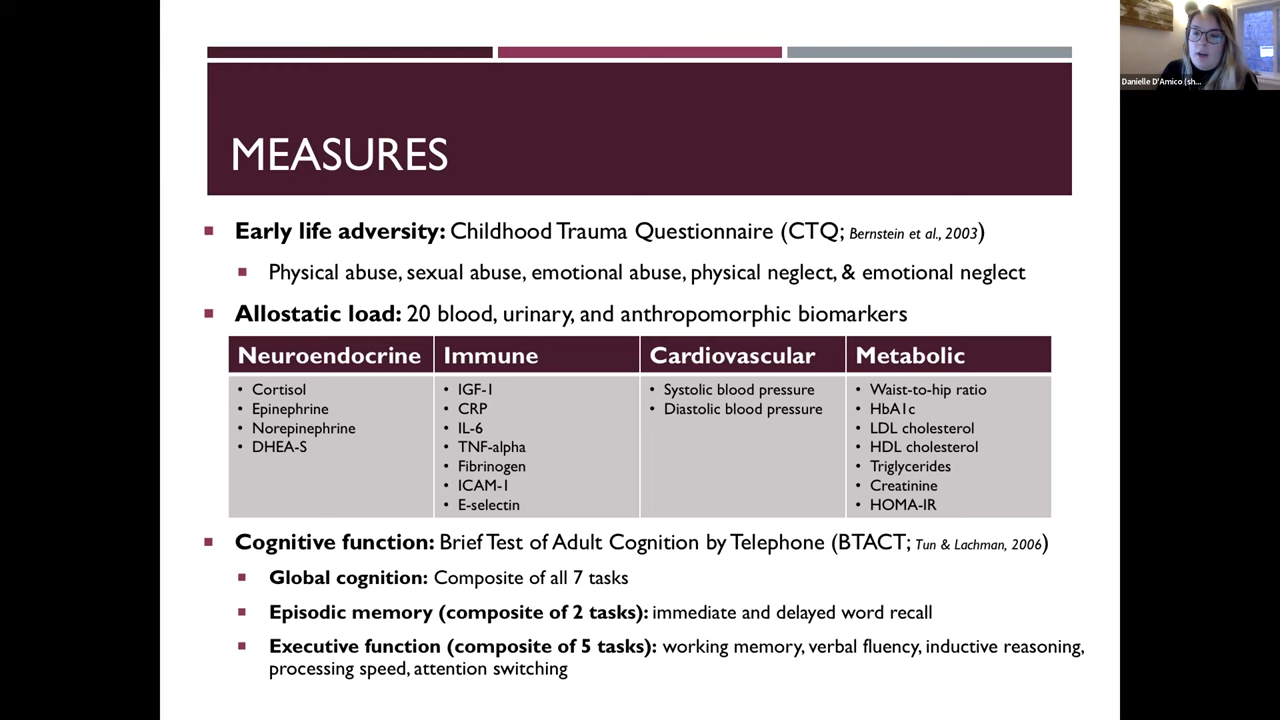 MEASURES
Early life adversity: Childhood Trauma Questionnaire (CTQ; Bernstein et al., 2003)
Physical abuse, sexual abuse, emotional abuse, physical neglect, & emotional neglect
Allostatic load: 20 blood, urinary, and anthropomorphic biomarkers
Neuroendocrine
• Cortisol
• Epinephrine
• Norepinephrine
• DHEA-S
Immune
• IGF-1
• CRP
• IL-6
• TNF-alpha
• Fibrinogen
• ICAM-1
• E-selectin
Cardiovascular
• Systolic blood pressure
• Diastolic blood pressure
Metabolic
• Waist-to-hip ratio
• HbA1c
• LDL cholesterol
• HDL cholesterol
• Triglycerides
• Creatinine
• HOMA-IR
Cognitive function: Brief Test of Adult Cognition by Telephone (BTACT; Tun & Lachman, 2006)
Global cognition: Composite of all 7 tasks
Episodic memory (composite of 2 tasks): immediate and delayed word recall
Executive function (composite of 5 tasks): working memory, verbal fluency, inductive reasoning,
processing speed, attention switching
Danielle D'Amico (sh...